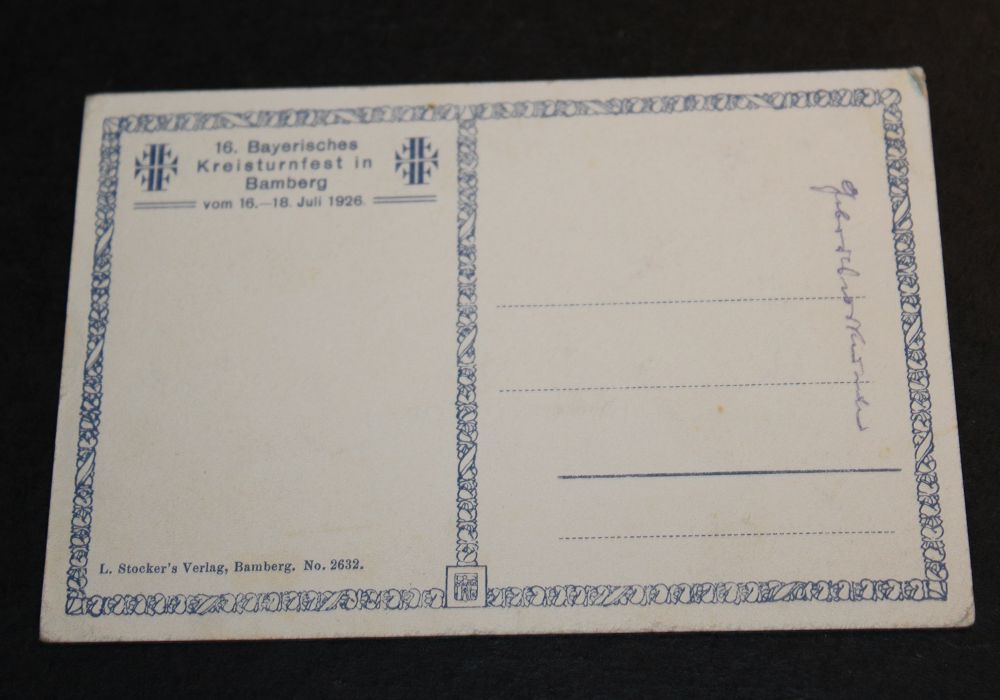 16. Bayerisches
Kreisturnfest in
Bamberg
vom 16.—18. Juli 1926.
L. Stocker's Verlag, Bamberg. No. 2632.